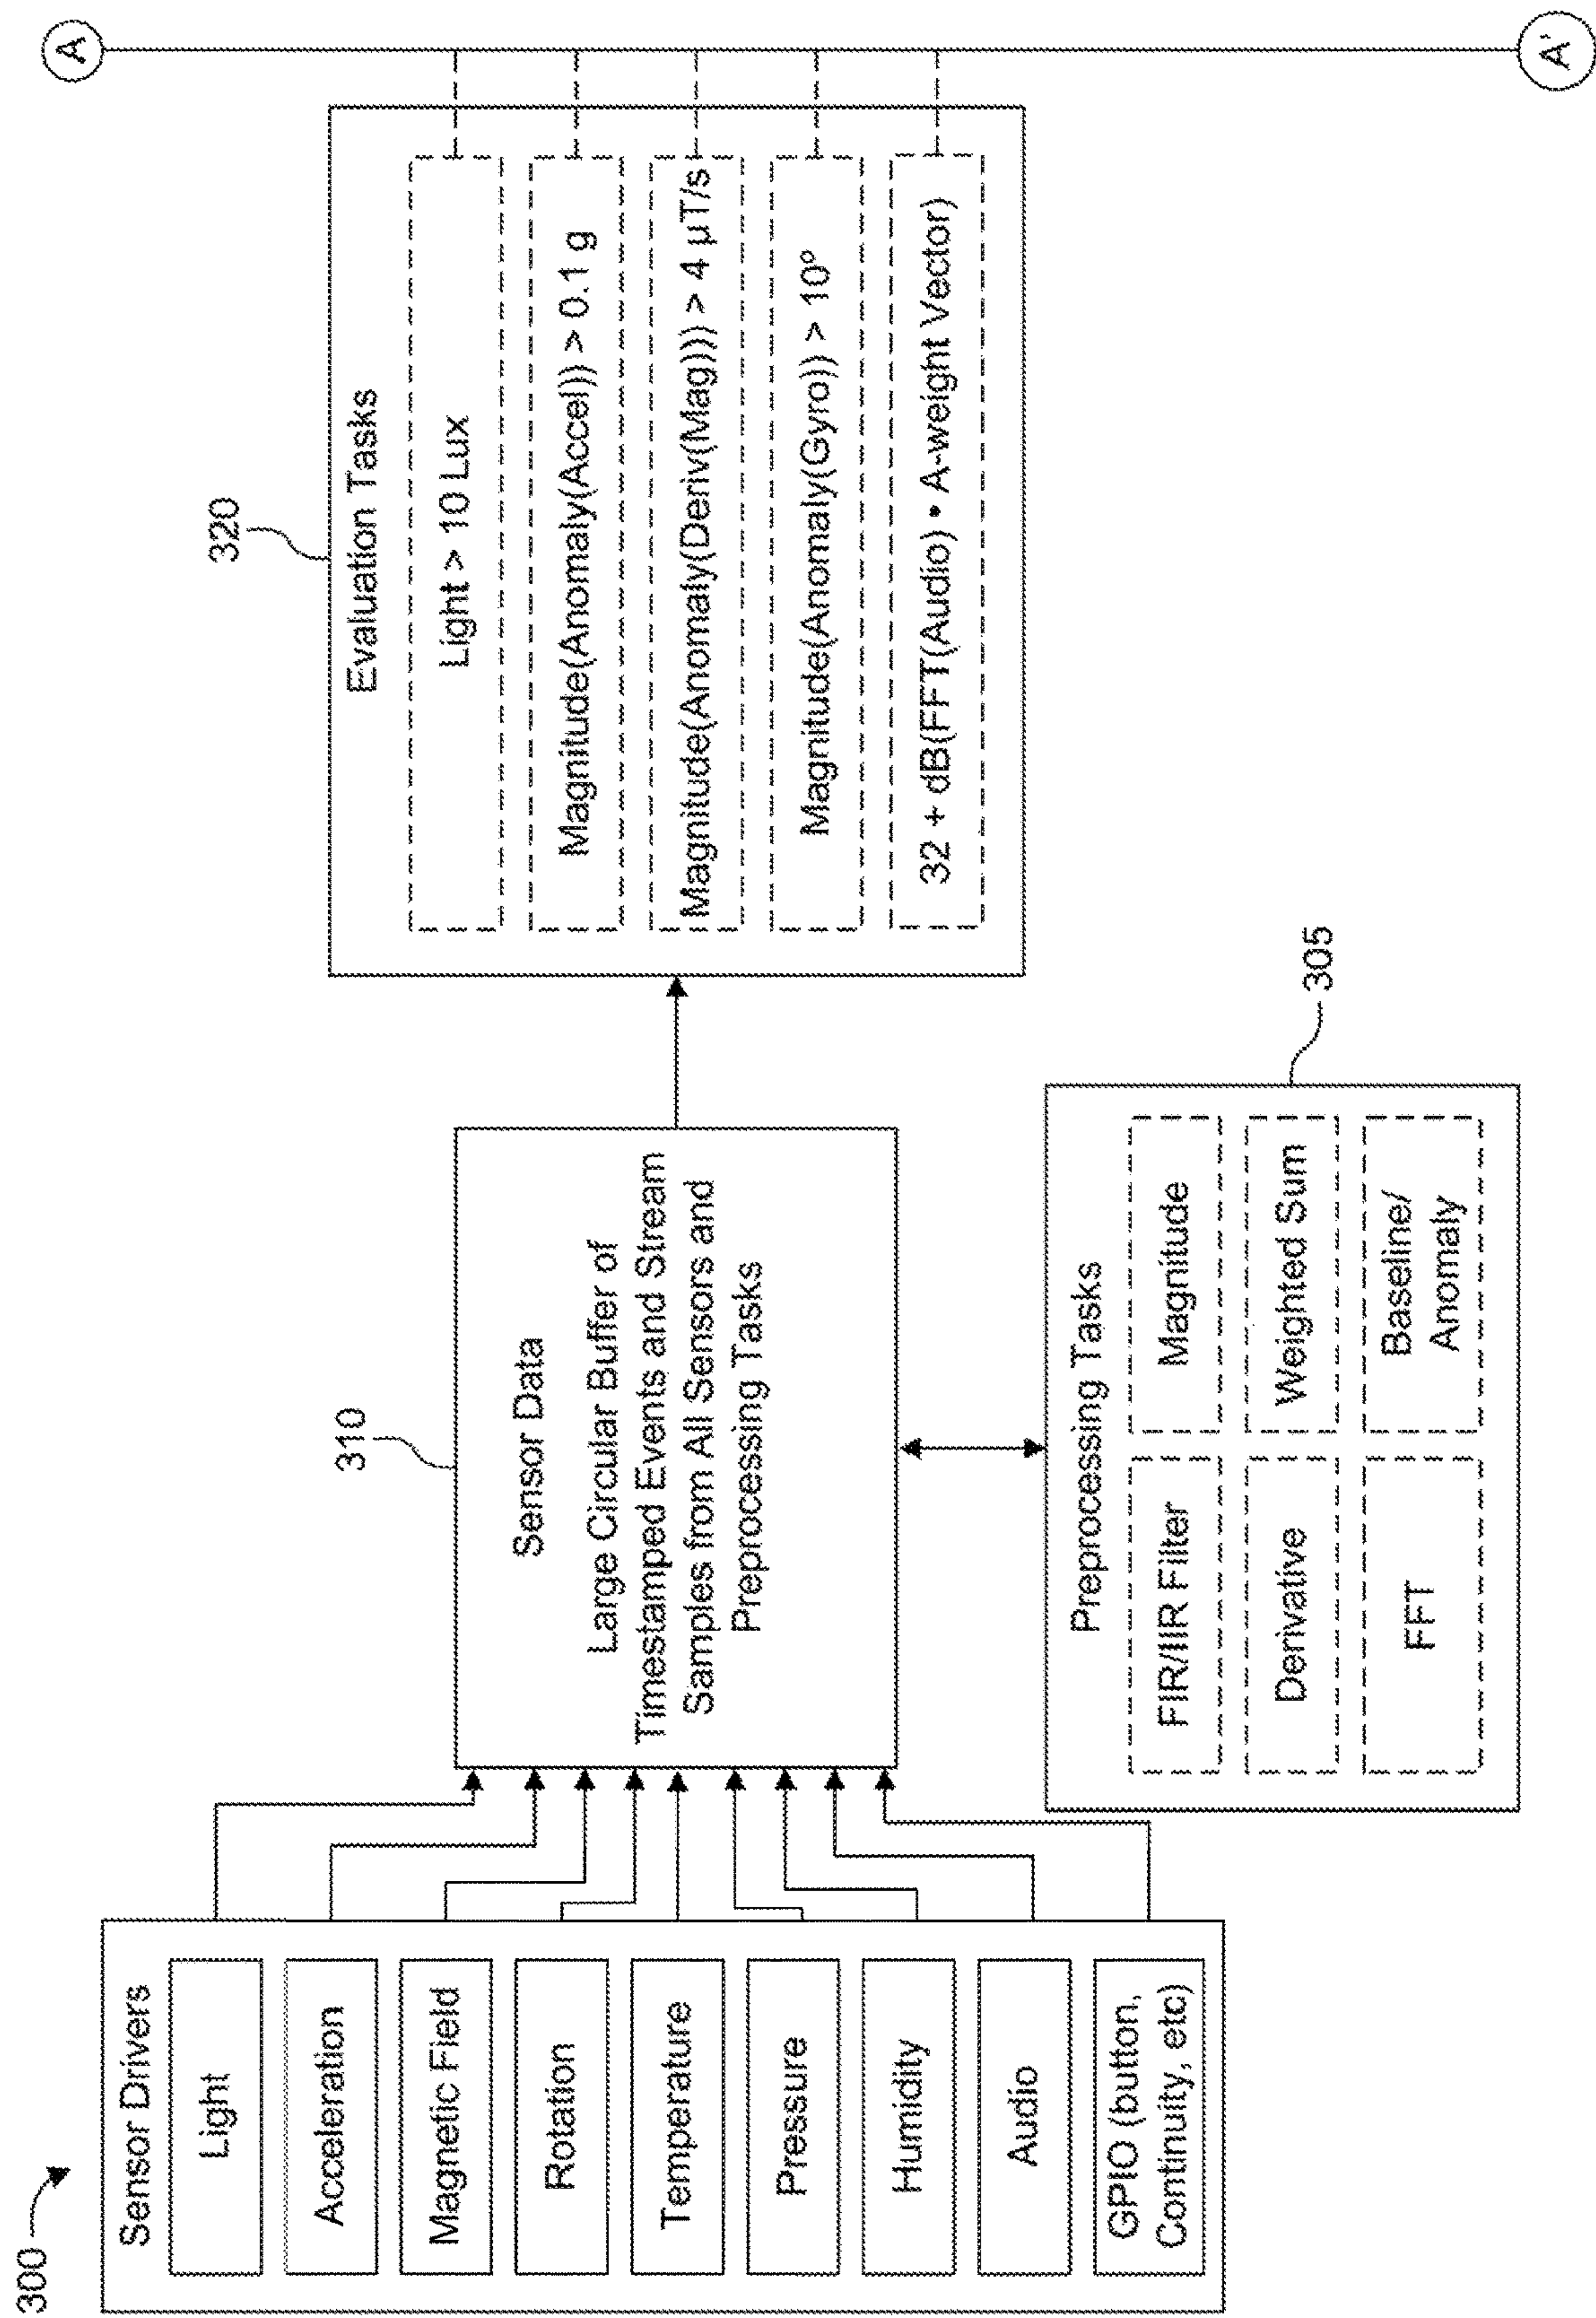 300
Sensor Drivers
Light
Acceleration
Magnetic Field
Rotation
Temperature
Pressure
Humidity
Audio
GPIO (button,
Continuity, etc)
310
Sensor Data
Large Circular Buffer of
Timestamped Events and Stream
Samples from All Sensors and
Preprocessing Tasks
Preprocessing Tasks
FIR/IIR Filter
Magnitude
Derivative
Weighted Sum
FFT
Baseline/
Anomaly
305
320
Evaluation Tasks
Light > 10 Lux
Magnitude(Anomaly(Accel)) > 0.1 g
Magnitude(Anomaly(Deriv(Mag))) > 4 µT/s
Magnitude(Anomaly(Gyro)) > 10º
32 + dB(FFT(Audio) • A-weight Vector)
A
A'